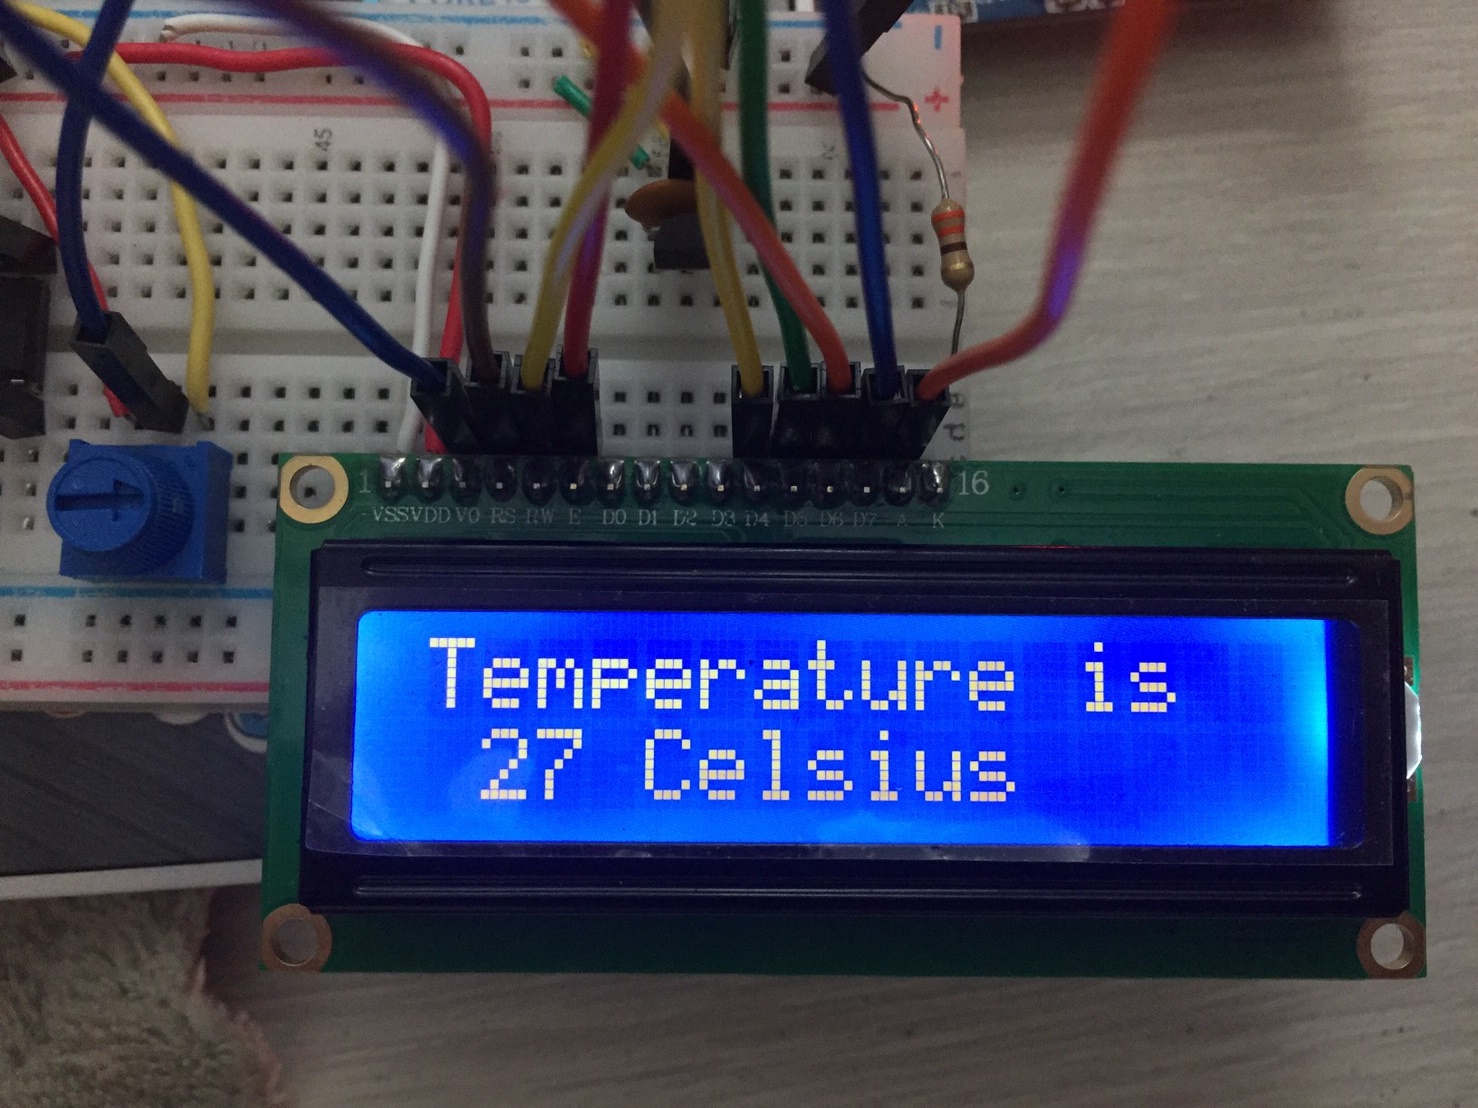 45
+
1
16
VSS VDD V0 RS RW E D0 D1 D2 D3 D4 D5 D6 D7 A K
Temperature is
27 Celsius